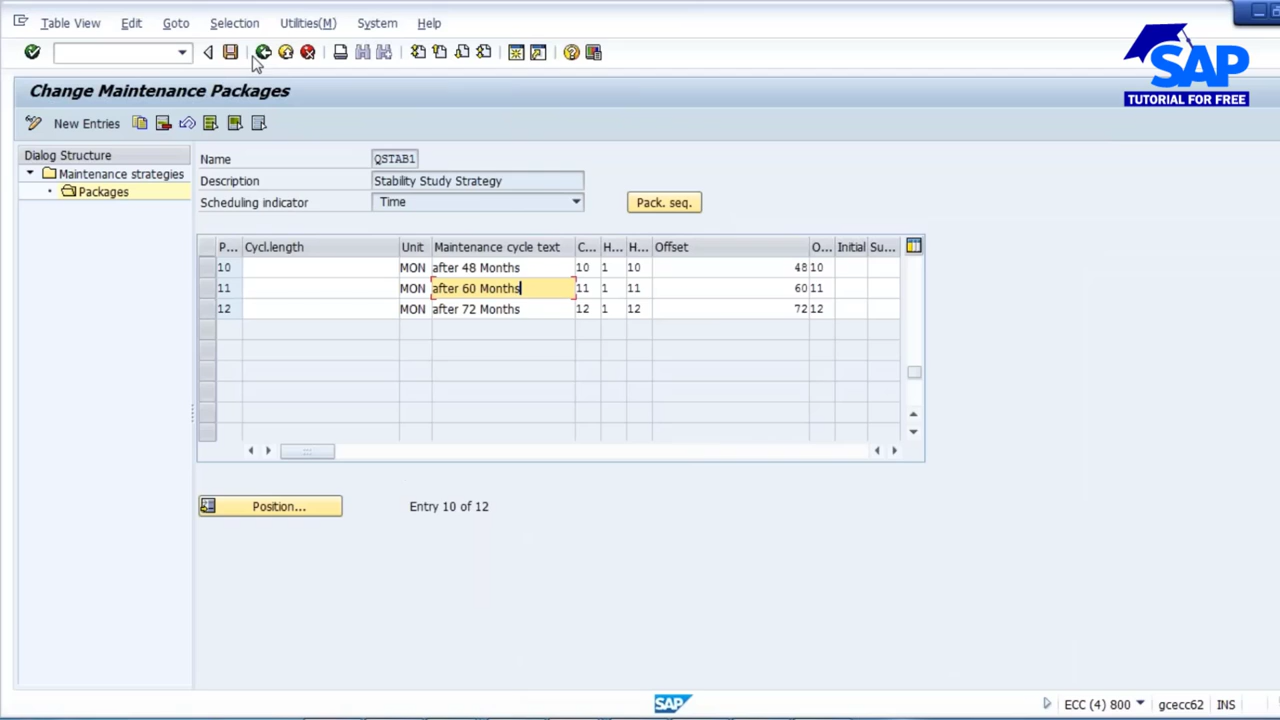 Table View Edit Goto Selection Utilities(M) System Help
SAP
TUTORIAL FOR FREE
Change Maintenance Packages
New Entries
Dialog Structure
Maintenance strategies
Packages
Name QSTAB1
Description Stability Study Strategy
Scheduling indicator Time Pack. seq.
P... Cycl.length Unit Maintenance cycle text C... H... H... Offset O... Initial Su...
10 MON after 48 Months 10 1 10 48 10
11 MON after 60 Months 11 1 11 60 11
12 MON after 72 Months 12 1 12 72 12
Position... Entry 10 of 12
SAP ECC (4) 800 gcecc62 INS